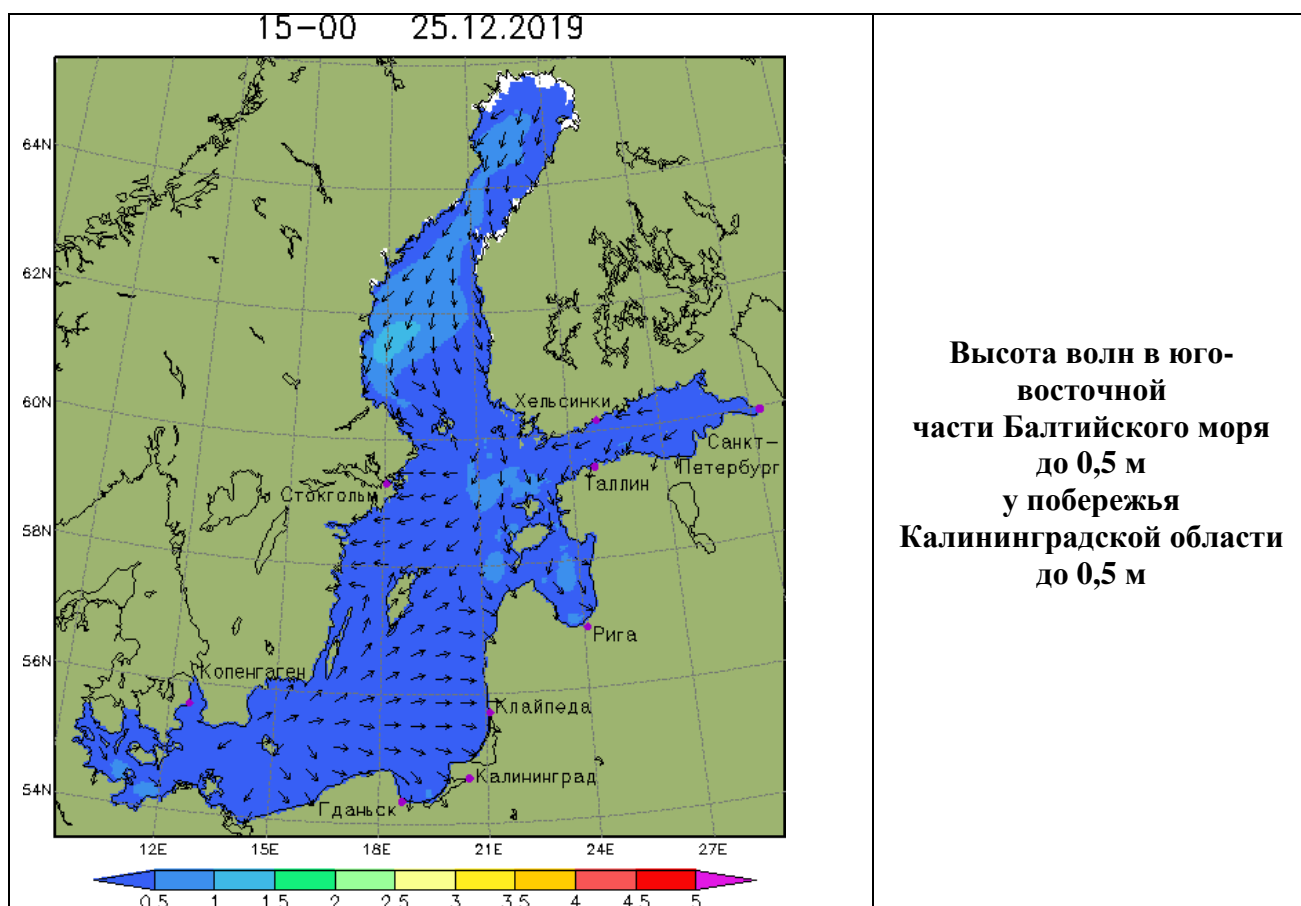 15-00 25.12.2019
64N
62N
60N
58N
56N
54N
Хельсинки
Санкт-
Петербург
Таллин
Стокгольм
Рига
Копенгаген
Клайпеда
Калининград
Гданьск
12E 15E 18E 21E 24E 27E
0.5 1 1.5 2 2.5 3 3.5 4 4.5 5
Высота волн в юго-
восточной
части Балтийского моря
до 0,5 м
у побережья
Калининградской области
до 0,5 м